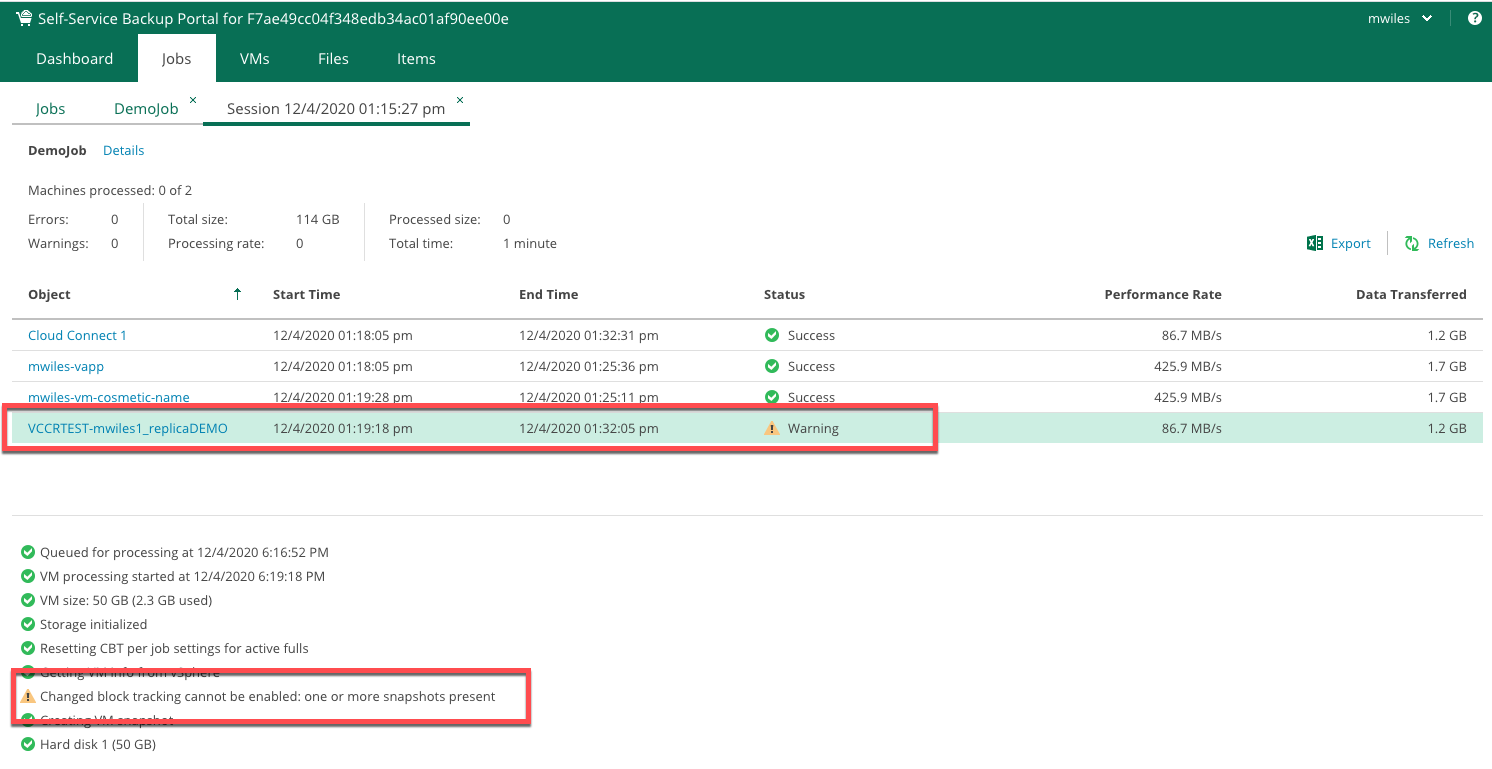 Self-Service Backup Portal for F7ae49cc04f348edb34ac01af90ee00e mwiles
Dashboard Jobs VMs Files Items
Jobs DemoJob Session 12/4/2020 01:15:27 pm
DemoJob Details
Machines processed: 0 of 2
Errors: 0 Total size: 114 GB Processed size: 0
Warnings: 0 Processing rate: 0 Total time: 1 minute
Export Refresh
Object Start Time End Time Status Performance Rate Data Transferred
Cloud Connect 1 12/4/2020 01:18:05 pm 12/4/2020 01:32:31 pm Success 86.7 MB/s 1.2 GB
mwiles-vapp 12/4/2020 01:18:05 pm 12/4/2020 01:25:36 pm Success 425.9 MB/s 1.7 GB
mwiles-vm-cosmetic-name 12/4/2020 01:19:28 pm 12/4/2020 01:25:11 pm Success 425.9 MB/s 1.7 GB
VCCRTEST-mwiles1_replicaDEMO 12/4/2020 01:19:18 pm 12/4/2020 01:32:05 pm Warning 86.7 MB/s 1.2 GB
Queued for processing at 12/4/2020 6:16:52 PM
VM processing started at 12/4/2020 6:19:18 PM
VM size: 50 GB (2.3 GB used)
Storage initialized
Resetting CBT per job settings for active fulls
Getting VM info from vSphere
Changed block tracking cannot be enabled: one or more snapshots present
Creating VM snapshot
Hard disk 1 (50 GB)